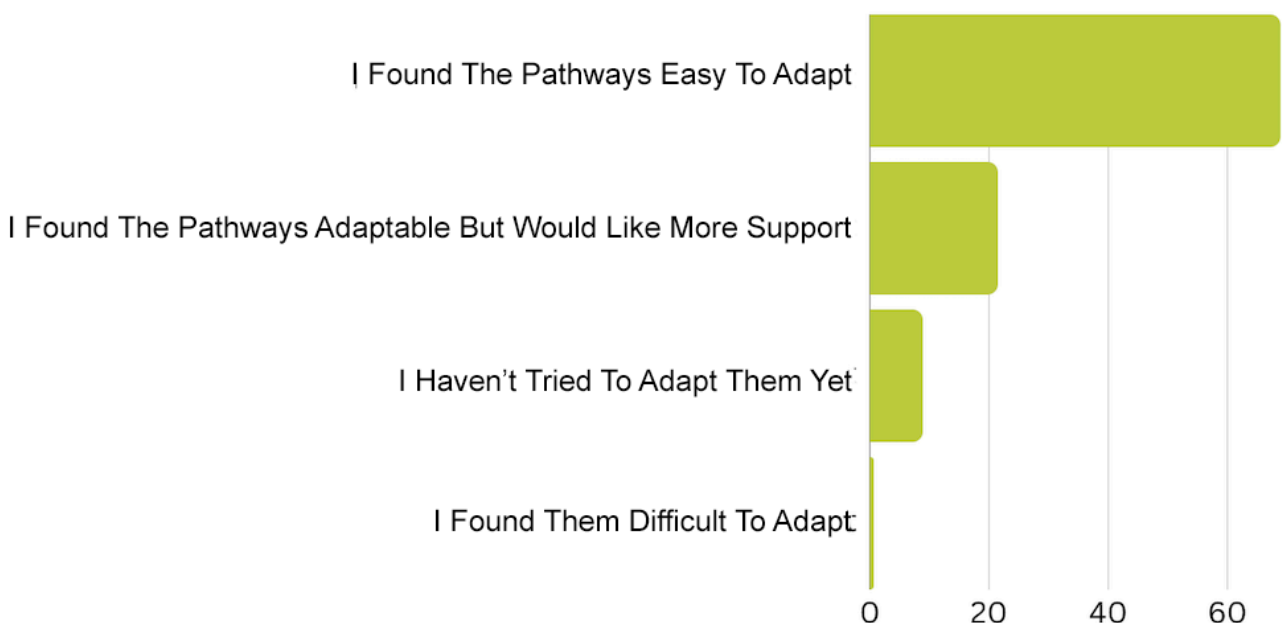 I Found The Pathways Easy To Adapt
I Found The Pathways Adaptable But Would Like More Support
I Haven’t Tried To Adapt Them Yet
I Found Them Difficult To Adapt
0 20 40 60